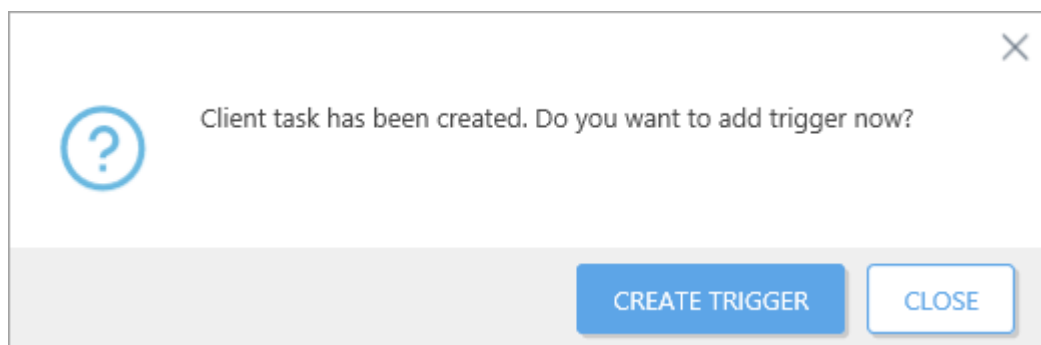 Client task has been created. Do you want to add trigger now?
CREATE TRIGGER
CLOSE